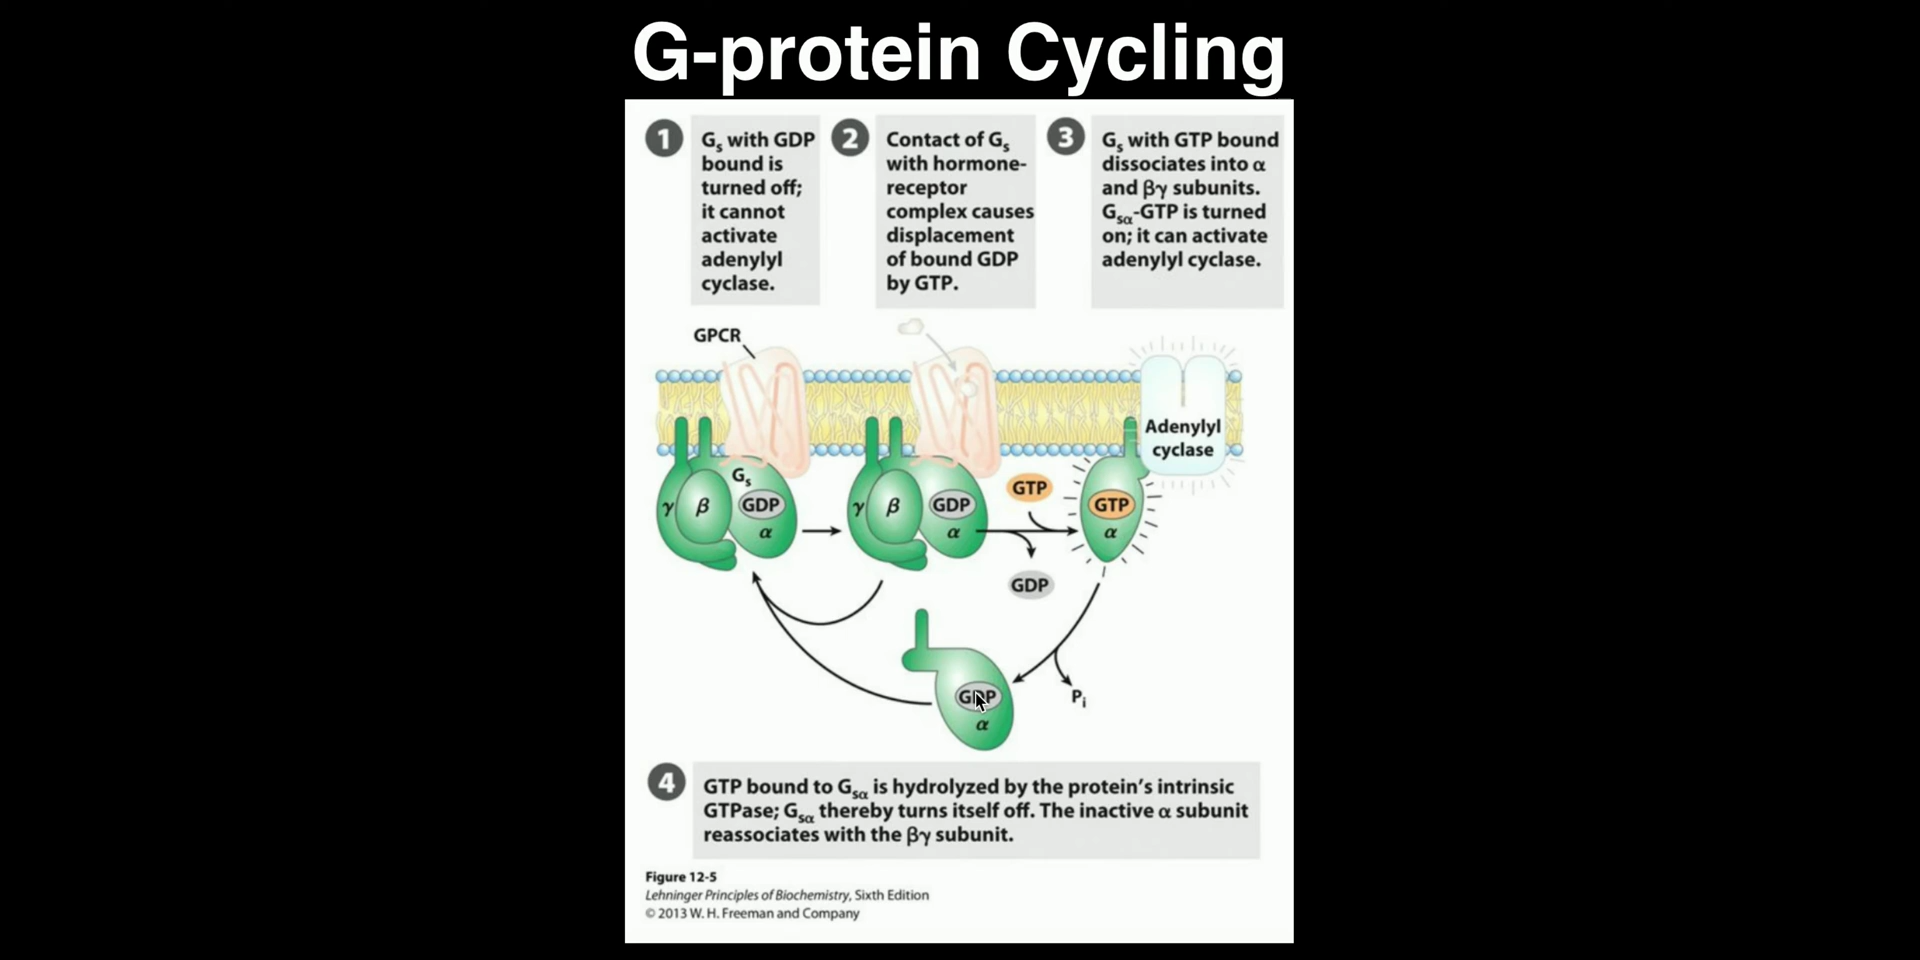 G-protein Cycling
1
Gs with GDP
bound is
turned off;
it cannot
activate
adenylyl
cyclase.
2
Contact of Gs
with hormone-
receptor
complex causes
displacement
of bound GDP
by GTP.
3
Gs with GTP bound
dissociates into α
and βγ subunits.
Gsα-GTP is turned
on; it can activate
adenylyl cyclase.
GPCR
Adenylyl
cyclase
Gs
γ β GDP
α
γ β GDP
α
GTP
GDP
GTP
α
GDP
α
Pi
4
GTP bound to Gsα is hydrolyzed by the protein’s intrinsic
GTPase; Gsα thereby turns itself off. The inactive α subunit
reassociates with the βγ subunit.
Figure 12-5
Lehninger Principles of Biochemistry, Sixth Edition
© 2013 W. H. Freeman and Company